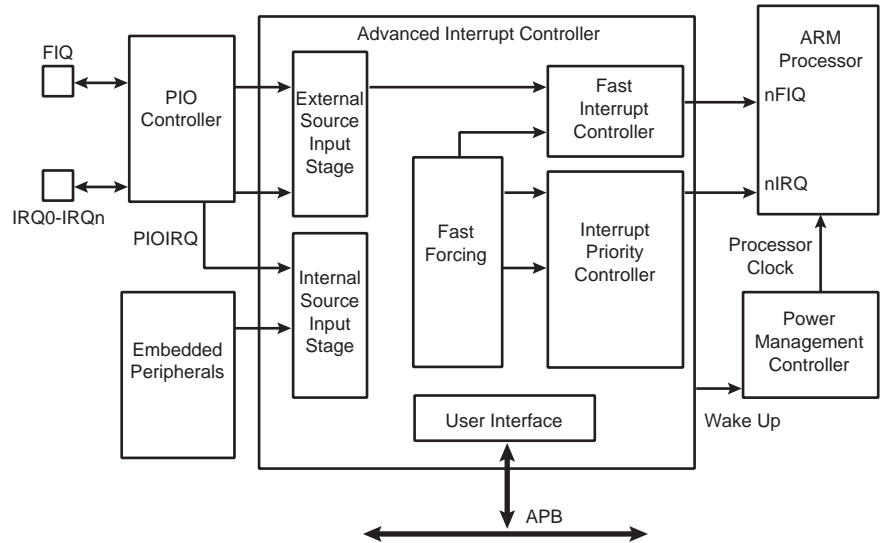 FIQ
PIO
Controller
Advanced Interrupt Controller
External
Source
Input
Stage
Fast
Interrupt
Controller
ARM
Processor
nFIQ
nIRQ
IRQ0-IRQn
PIOIRQ
Fast
Forcing
Interrupt
Priority
Controller
Processor
Clock
Internal
Source
Input
Stage
Embedded
Peripherals
Power
Management
Controller
User Interface
Wake Up
APB